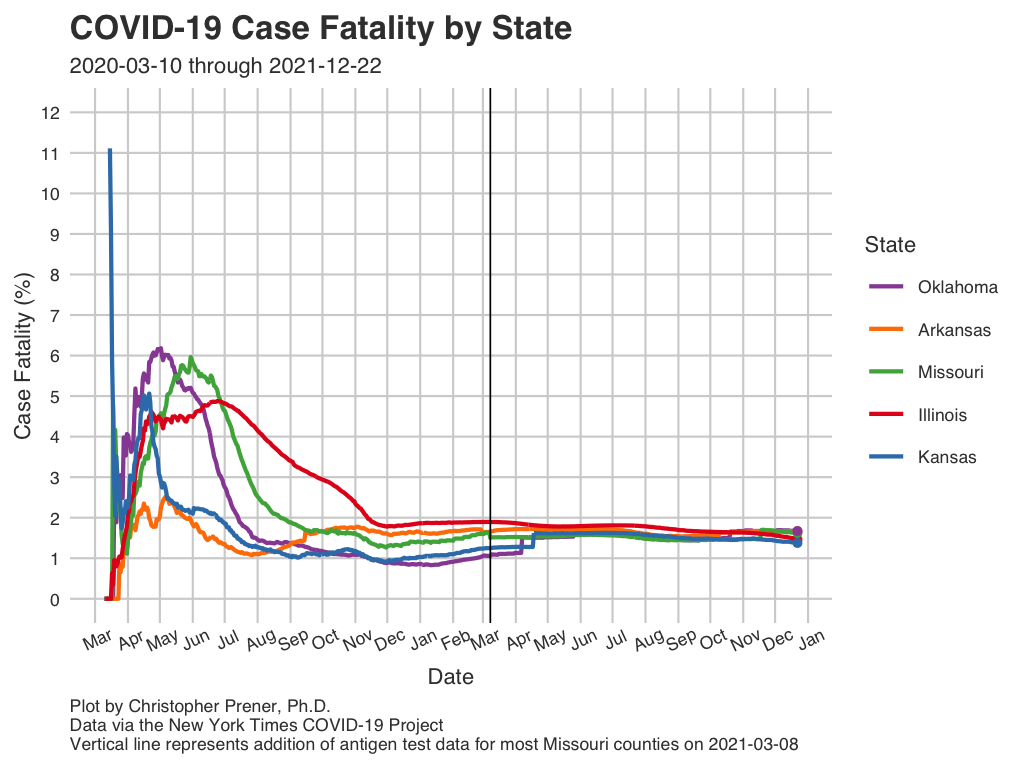 COVID-19 Case Fatality by State
2020-03-10 through 2021-12-22
12
11
10
9
8
7
6
5
4
3
2
1
0
Case Fatality (%)
Mar Apr May Jun Jul Aug Sep Oct Nov Dec Jan Feb Mar Apr May Jun Jul Aug Sep Oct Nov Dec Jan
Date
State
Oklahoma
Arkansas
Missouri
Illinois
Kansas
Plot by Christopher Prener, Ph.D.
Data via the New York Times COVID-19 Project
Vertical line represents addition of antigen test data for most Missouri counties on 2021-03-08